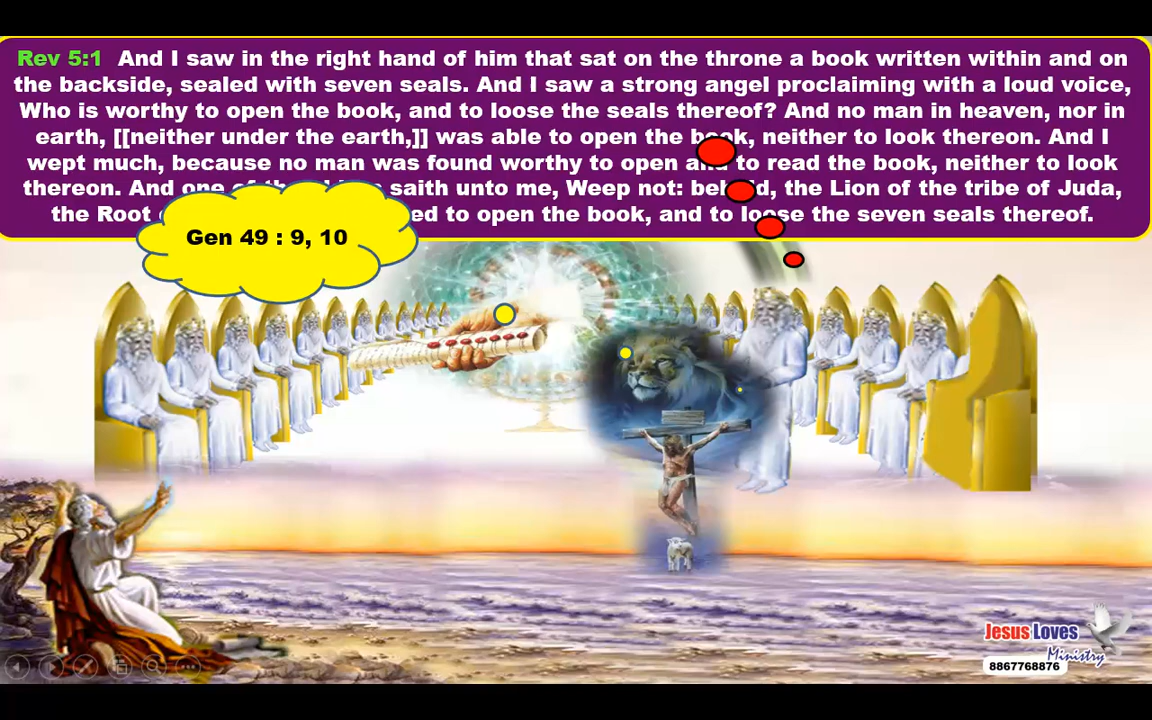 Rev 5:1 And I saw in the right hand of him that sat on the throne a book written within and on
the backside, sealed with seven seals. And I saw a strong angel proclaiming with a loud voice,
Who is worthy to open the book, and to loose the seals thereof? And no man in heaven, nor in
earth, [[neither under the earth,]] was able to open the book, neither to look thereon. And I
wept much, because no man was found worthy to open and to read the book, neither to look
thereon. And one of the saith unto me, Weep not: behold, the Lion of the tribe of Juda,
the Root ed to open the book, and to loose the seven seals thereof.
Gen 49 : 9, 10
Jesus Loves
Ministry
8867768876